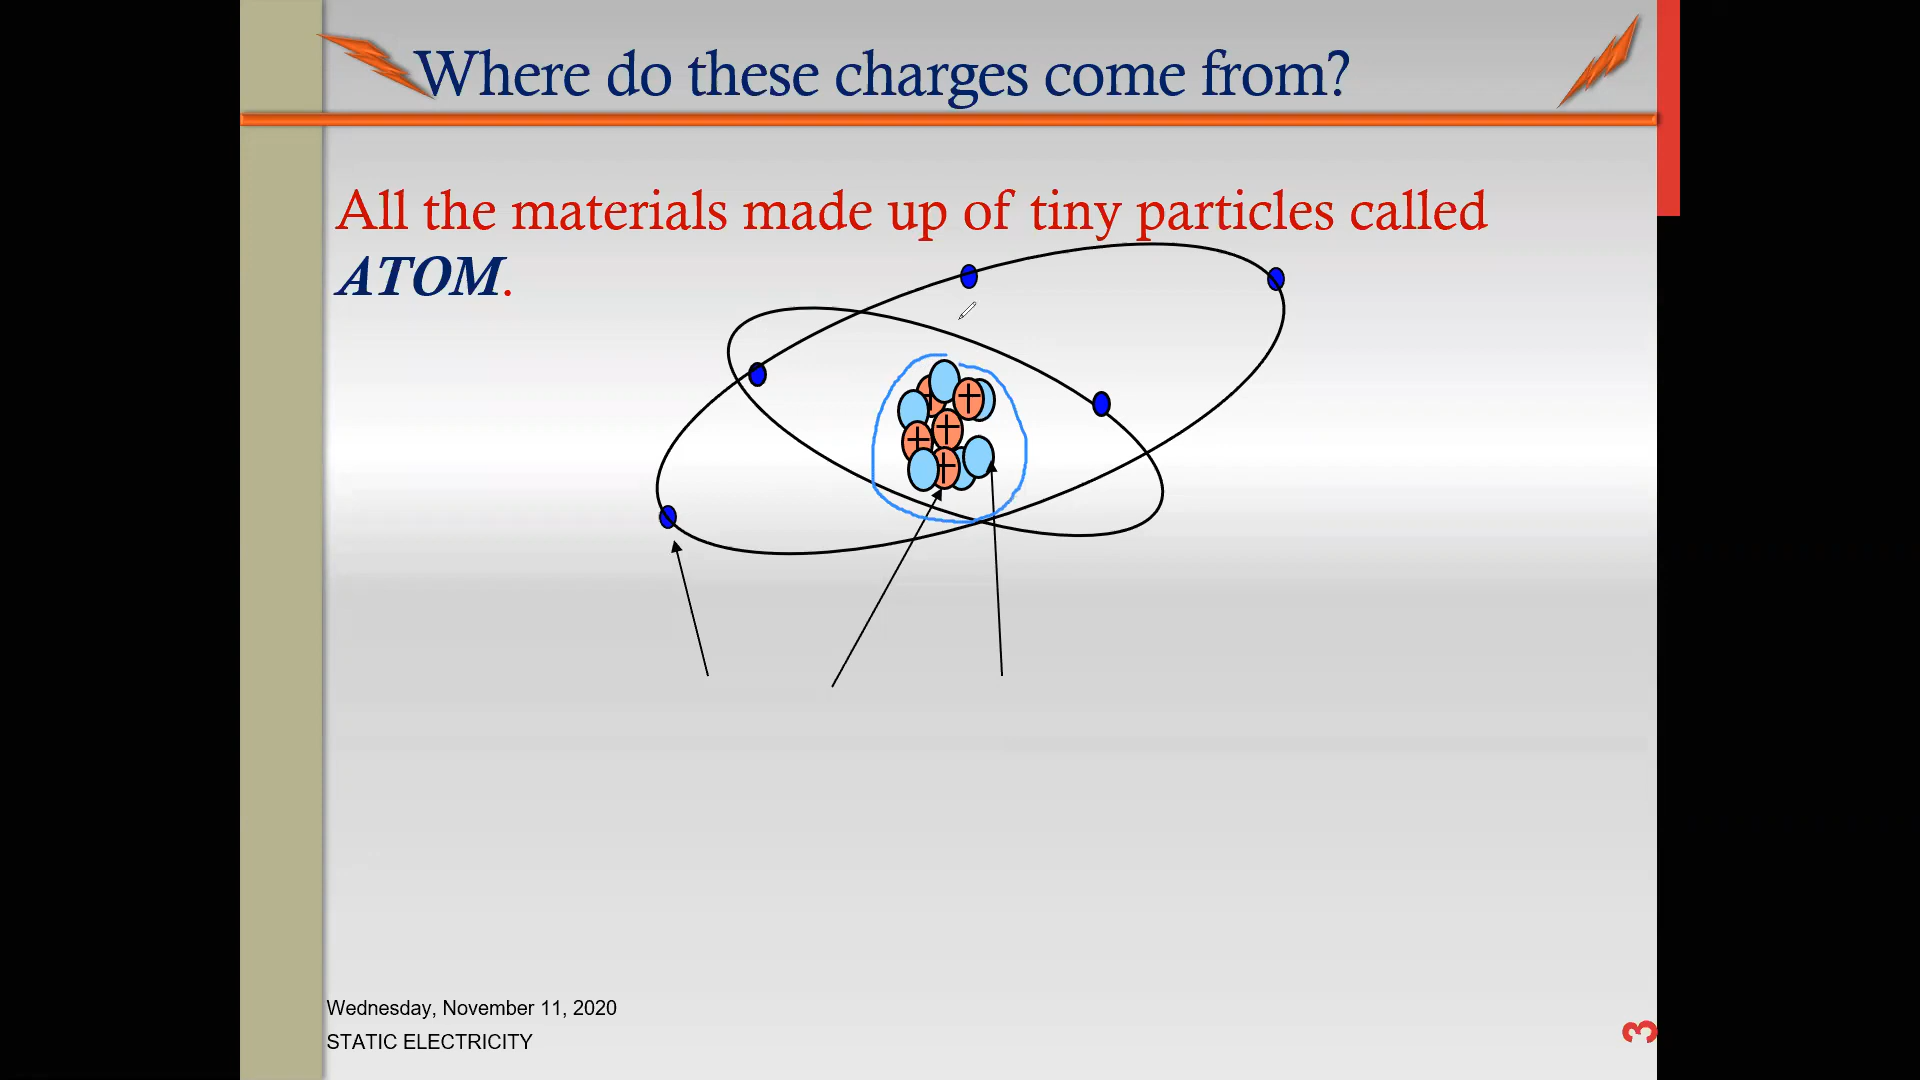 Where do these charges come from?
All the materials made up of tiny particles called
ATOM.
+
+
+
+
+
Wednesday, November 11, 2020
STATIC ELECTRICITY
3